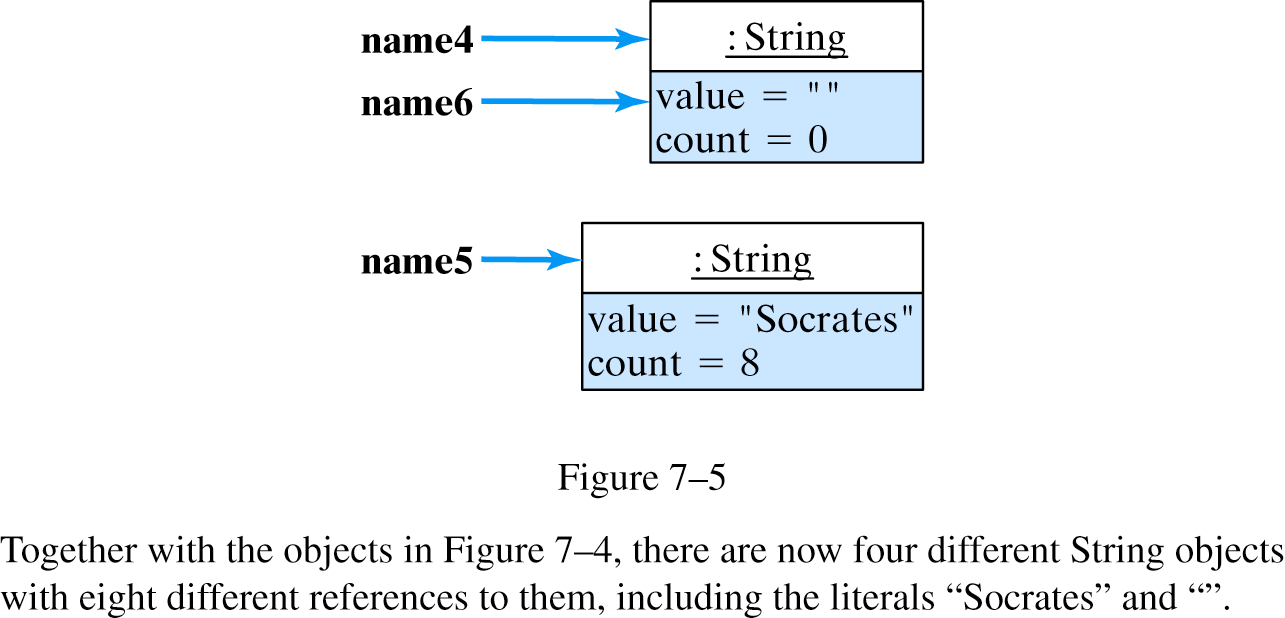 name4
: String
name6
value = ""
count = 0
name5
: String
value = "Socrates"
count = 8
Figure 7–5
Together with the objects in Figure 7–4, there are now four different String objects
with eight different references to them, including the literals “Socrates” and “”.